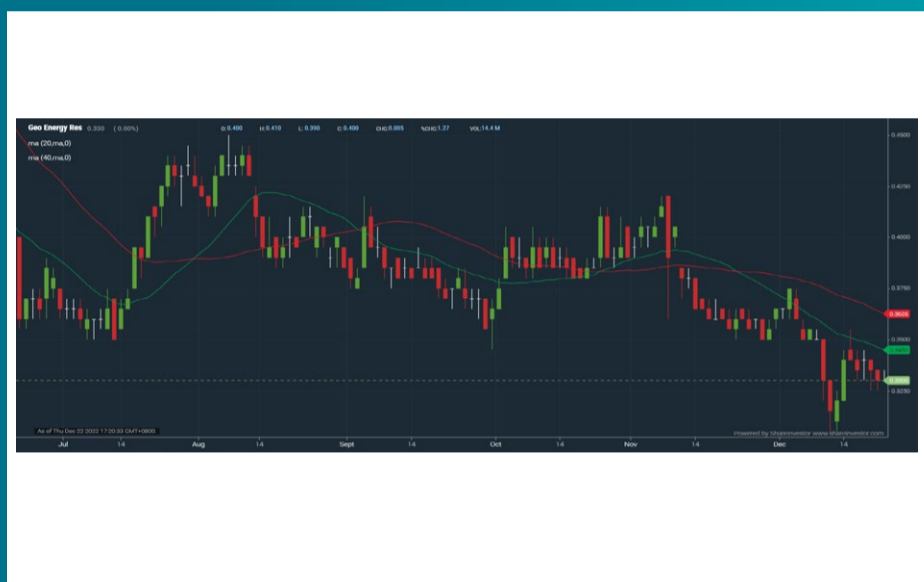 Geo Energy Res 0.330 (0.00%) O:0.400 H:0.410 L:0.390 C:0.400 CHG:0.005 %CHG:1.27 VOL:14.4 M
ma (20,ma,0)
ma (40,ma,0)
0.4500
0.4250
0.4000
0.3750
0.3500
0.3250
As of Thu Dec 22 2022 17:20:33 GMT+0800
Powered by ShareInvestor www.shareinvestor.com
Jul 14 Aug 14 Sept Oct 14 Nov 14 Dec 14